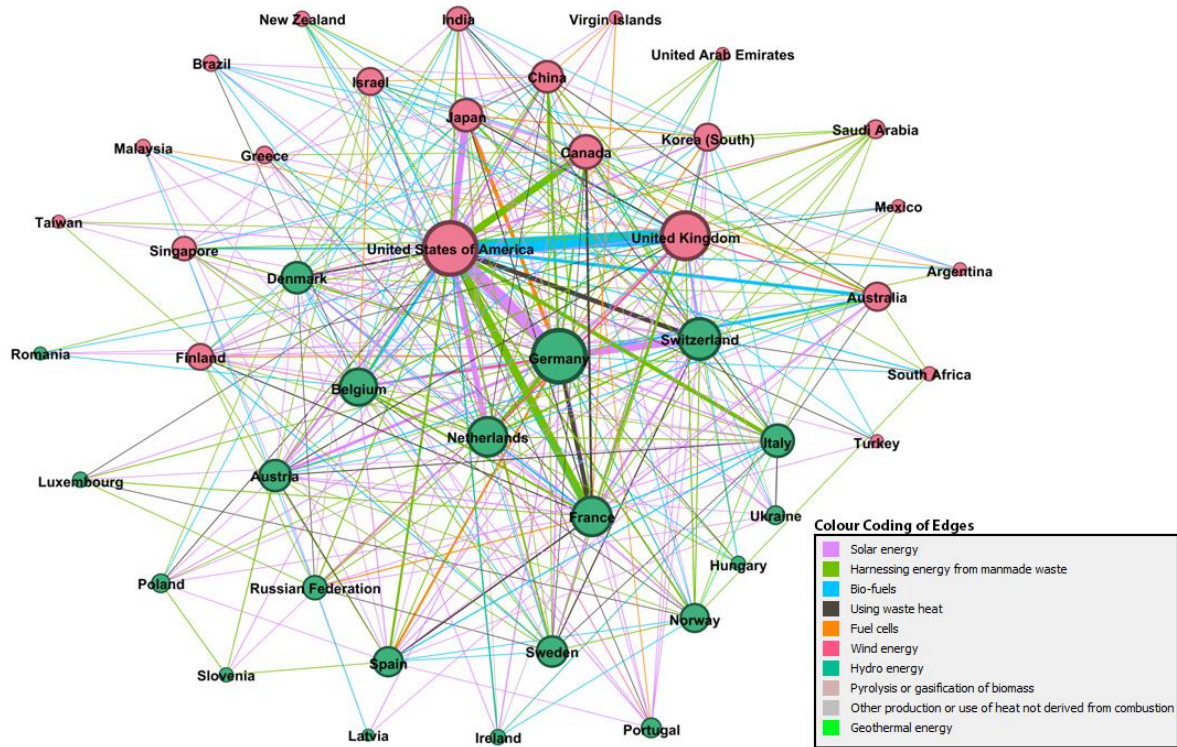 New Zealand
India
Virgin Islands
United Arab Emirates
Brazil
Israel
China
Japan
Korea (South)
Saudi Arabia
Malaysia
Greece
Canada
Mexico
Taiwan
Singapore
United States of America
United Kingdom
Argentina
Denmark
Australia
Romania
Finland
Germany
Switzerland
South Africa
Belgium
Netherlands
Italy
Turkey
Luxembourg
Austria
France
Ukraine
Poland
Russian Federation
Hungary
Norway
Slovenia
Spain
Sweden
Latvia
Ireland
Portugal
Colour Coding of Edges
Solar energy
Harnessing energy from manmade waste
Bio-fuels
Using waste heat
Fuel cells
Wind energy
Hydro energy
Pyrolysis or gasification of biomass
Other production or use of heat not derived from combustion
Geothermal energy